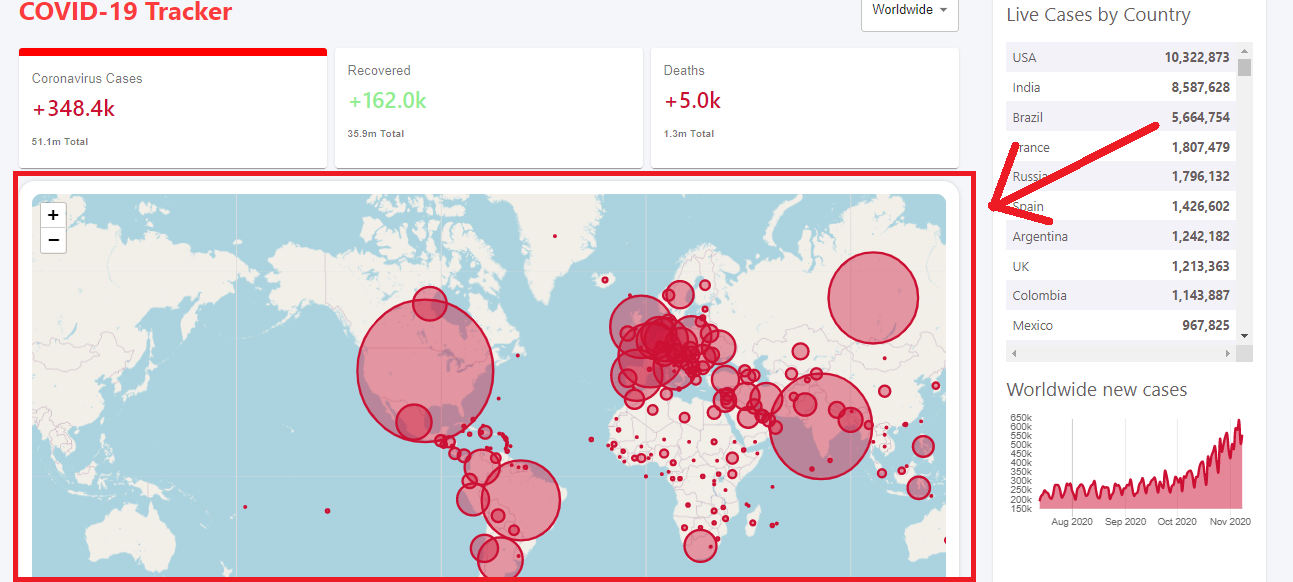 COVID-19 Tracker
Worldwide
Coronavirus Cases
+348.4k
51.1m Total
Recovered
+162.0k
35.9m Total
Deaths
+5.0k
1.3m Total
+
−
Live Cases by Country
USA 10,322,873
India 8,587,628
Brazil 5,664,754
France 1,807,479
Russia 1,796,132
Spain 1,426,602
Argentina 1,242,182
UK 1,213,363
Colombia 1,143,887
Mexico 967,825
Worldwide new cases
650k
600k
550k
500k
450k
400k
350k
300k
250k
200k
150k
Aug 2020 Sep 2020 Oct 2020 Nov 2020